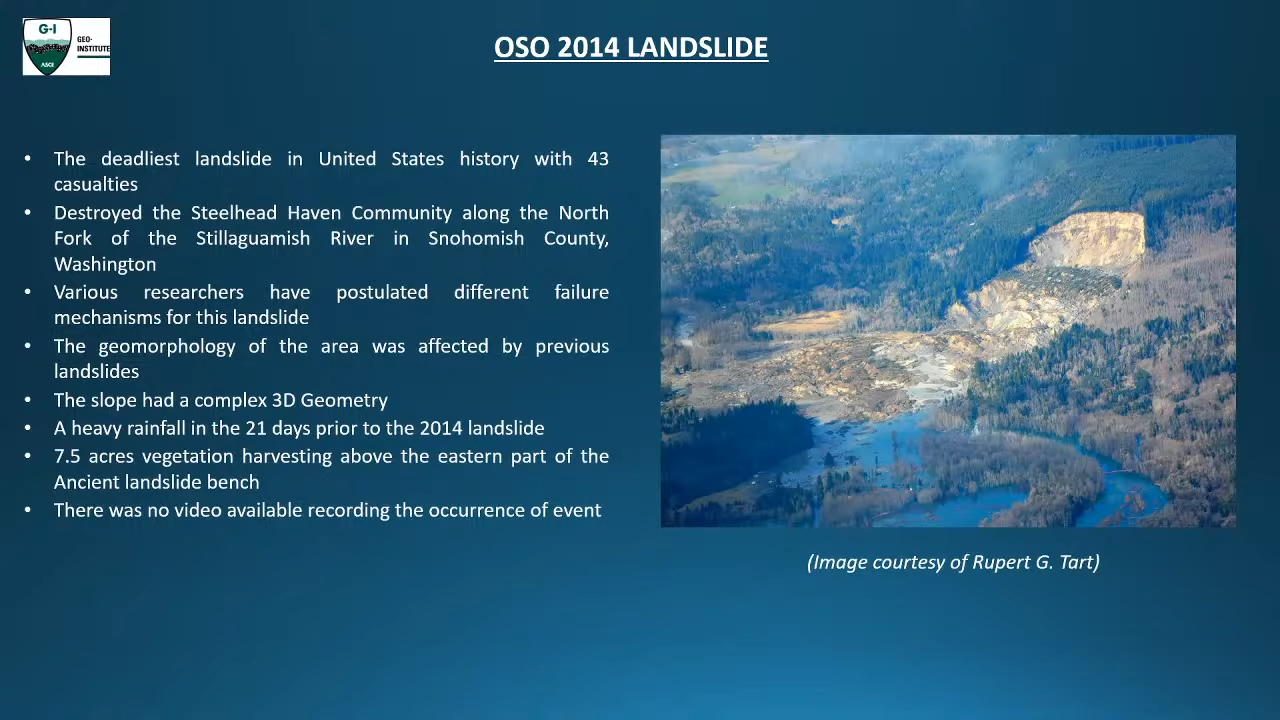 G-I
GEO-
INSTITUTE
ASCE
OSO 2014 LANDSLIDE
• The deadliest landslide in United States history with 43
casualties
• Destroyed the Steelhead Haven Community along the North
Fork of the Stillaguamish River in Snohomish County,
Washington
• Various researchers have postulated different failure
mechanisms for this landslide
• The geomorphology of the area was affected by previous
landslides
• The slope had a complex 3D Geometry
• A heavy rainfall in the 21 days prior to the 2014 landslide
• 7.5 acres vegetation harvesting above the eastern part of the
Ancient landslide bench
• There was no video available recording the occurrence of event
(Image courtesy of Rupert G. Tart)